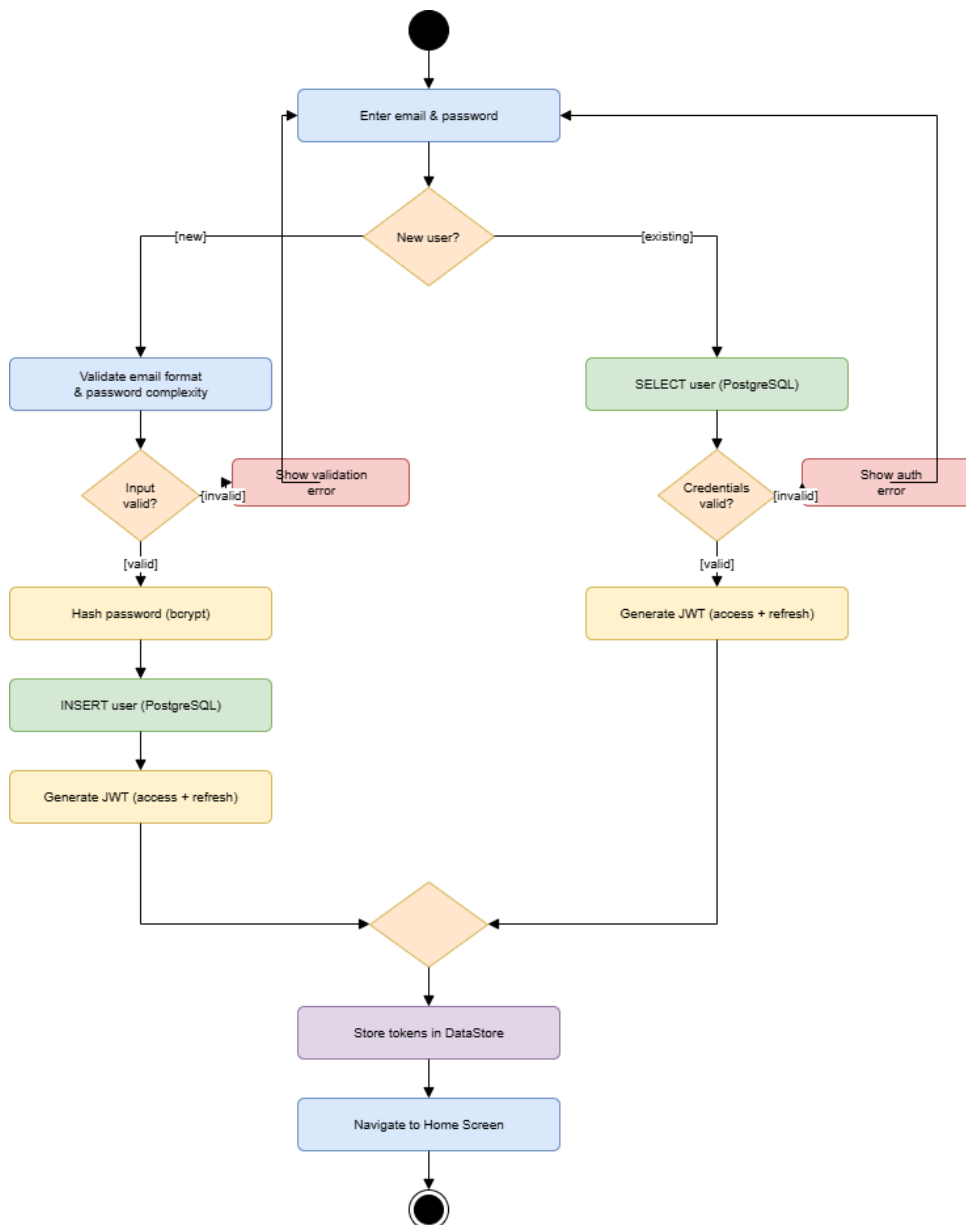 Enter email & password
New user?
[new]
[existing]
Validate email format
& password complexity
SELECT user (PostgreSQL)
Input
valid?
[invalid]
Show validation
error
Credentials
valid?
[invalid]
Show auth
error
[valid]
[valid]
Hash password (bcrypt)
Generate JWT (access + refresh)
INSERT user (PostgreSQL)
Generate JWT (access + refresh)
Store tokens in DataStore
Navigate to Home Screen